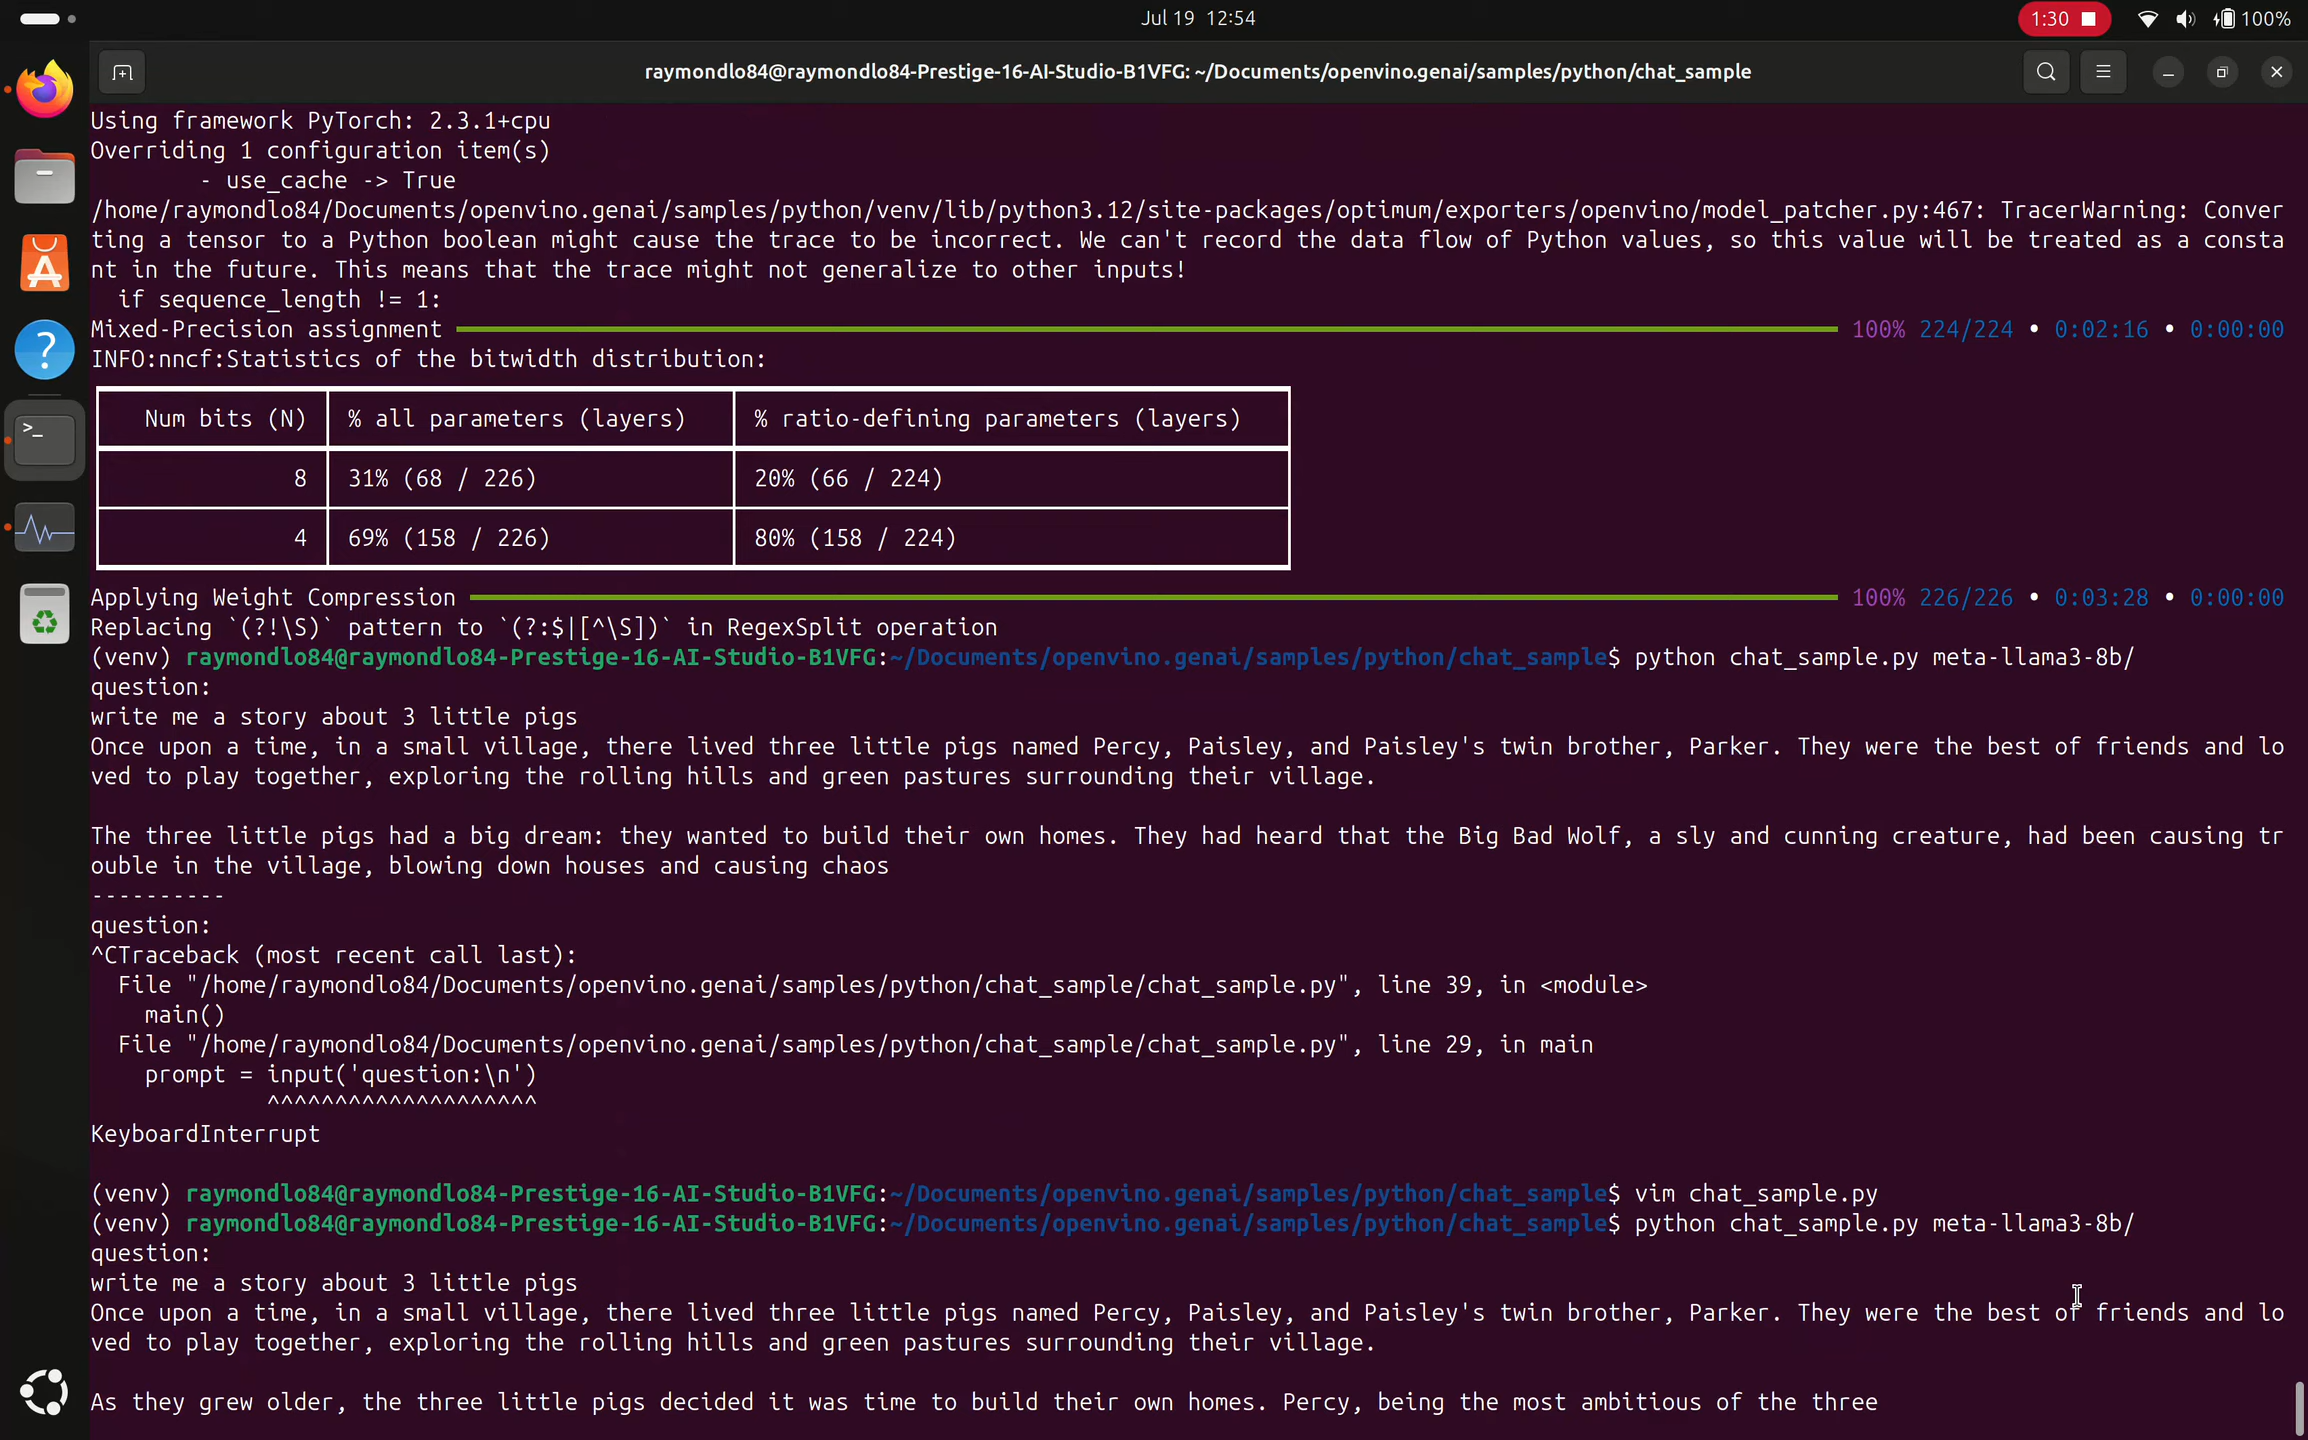 Jul 19 12:54
1:30
100%
raymondlo84@raymondlo84-Prestige-16-AI-Studio-B1VFG: ~/Documents/openvino.genai/samples/python/chat_sample
Using framework PyTorch: 2.3.1+cpu
Overriding 1 configuration item(s)
        - use_cache -> True
/home/raymondlo84/Documents/openvino.genai/samples/python/venv/lib/python3.12/site-packages/optimum/exporters/openvino/model_patcher.py:467: TracerWarning: Conver
ting a tensor to a Python boolean might cause the trace to be incorrect. We can't record the data flow of Python values, so this value will be treated as a consta
nt in the future. This means that the trace might not generalize to other inputs!
  if sequence_length != 1:
Mixed-Precision assignment 100% 224/224 • 0:02:16 • 0:00:00
INFO:nncf:Statistics of the bitwidth distribution:
Num bits (N) % all parameters (layers) % ratio-defining parameters (layers)
8 31% (68 / 226) 20% (66 / 224)
4 69% (158 / 226) 80% (158 / 224)
Applying Weight Compression 100% 226/226 • 0:03:28 • 0:00:00
Replacing `(?!\S)` pattern to `(?:$|[^\S])` in RegexSplit operation
(venv) raymondlo84@raymondlo84-Prestige-16-AI-Studio-B1VFG:~/Documents/openvino.genai/samples/python/chat_sample$ python chat_sample.py meta-llama3-8b/
question:
write me a story about 3 little pigs
Once upon a time, in a small village, there lived three little pigs named Percy, Paisley, and Paisley's twin brother, Parker. They were the best of friends and lo
ved to play together, exploring the rolling hills and green pastures surrounding their village.
The three little pigs had a big dream: they wanted to build their own homes. They had heard that the Big Bad Wolf, a sly and cunning creature, had been causing tr
ouble in the village, blowing down houses and causing chaos
----------
question:
^CTraceback (most recent call last):
  File "/home/raymondlo84/Documents/openvino.genai/samples/python/chat_sample/chat_sample.py", line 39, in <module>
    main()
  File "/home/raymondlo84/Documents/openvino.genai/samples/python/chat_sample/chat_sample.py", line 29, in main
    prompt = input('question:\n')
             ^^^^^^^^^^^^^^^^^^^^
KeyboardInterrupt
(venv) raymondlo84@raymondlo84-Prestige-16-AI-Studio-B1VFG:~/Documents/openvino.genai/samples/python/chat_sample$ vim chat_sample.py
(venv) raymondlo84@raymondlo84-Prestige-16-AI-Studio-B1VFG:~/Documents/openvino.genai/samples/python/chat_sample$ python chat_sample.py meta-llama3-8b/
question:
write me a story about 3 little pigs
Once upon a time, in a small village, there lived three little pigs named Percy, Paisley, and Paisley's twin brother, Parker. They were the best of friends and lo
ved to play together, exploring the rolling hills and green pastures surrounding their village.
As they grew older, the three little pigs decided it was time to build their own homes. Percy, being the most ambitious of the three